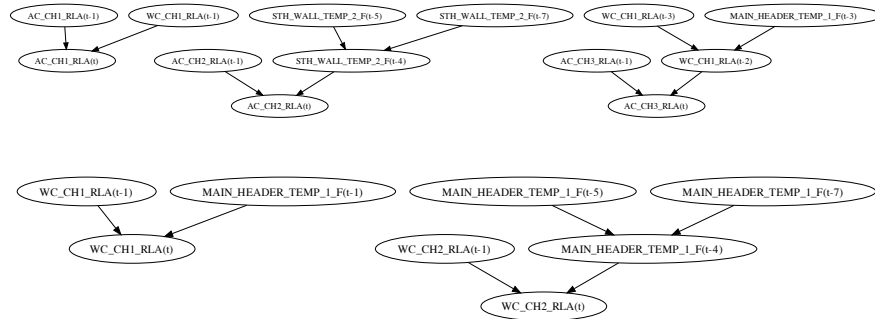 AC_CH1_RLA(t-1) WC_CH1_RLA(t-1) STH_WALL_TEMP_2_F(t-5) STH_WALL_TEMP_2_F(t-7) WC_CH1_RLA(t-3) MAIN_HEADER_TEMP_1_F(t-3)
AC_CH1_RLA(t) AC_CH2_RLA(t-1) STH_WALL_TEMP_2_F(t-4) AC_CH3_RLA(t-1) WC_CH1_RLA(t-2)
AC_CH2_RLA(t) AC_CH3_RLA(t)
WC_CH1_RLA(t-1) MAIN_HEADER_TEMP_1_F(t-1) MAIN_HEADER_TEMP_1_F(t-5) MAIN_HEADER_TEMP_1_F(t-7)
WC_CH1_RLA(t) WC_CH2_RLA(t-1) MAIN_HEADER_TEMP_1_F(t-4)
WC_CH2_RLA(t)